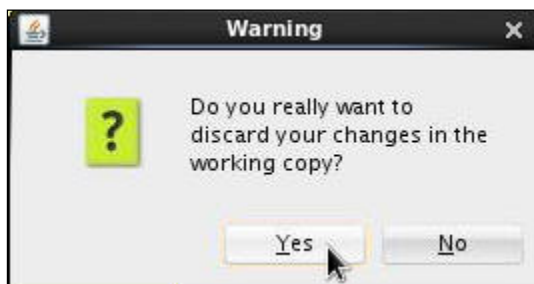 Warning
?
Do you really want to
discard your changes in the
working copy?
Yes
No